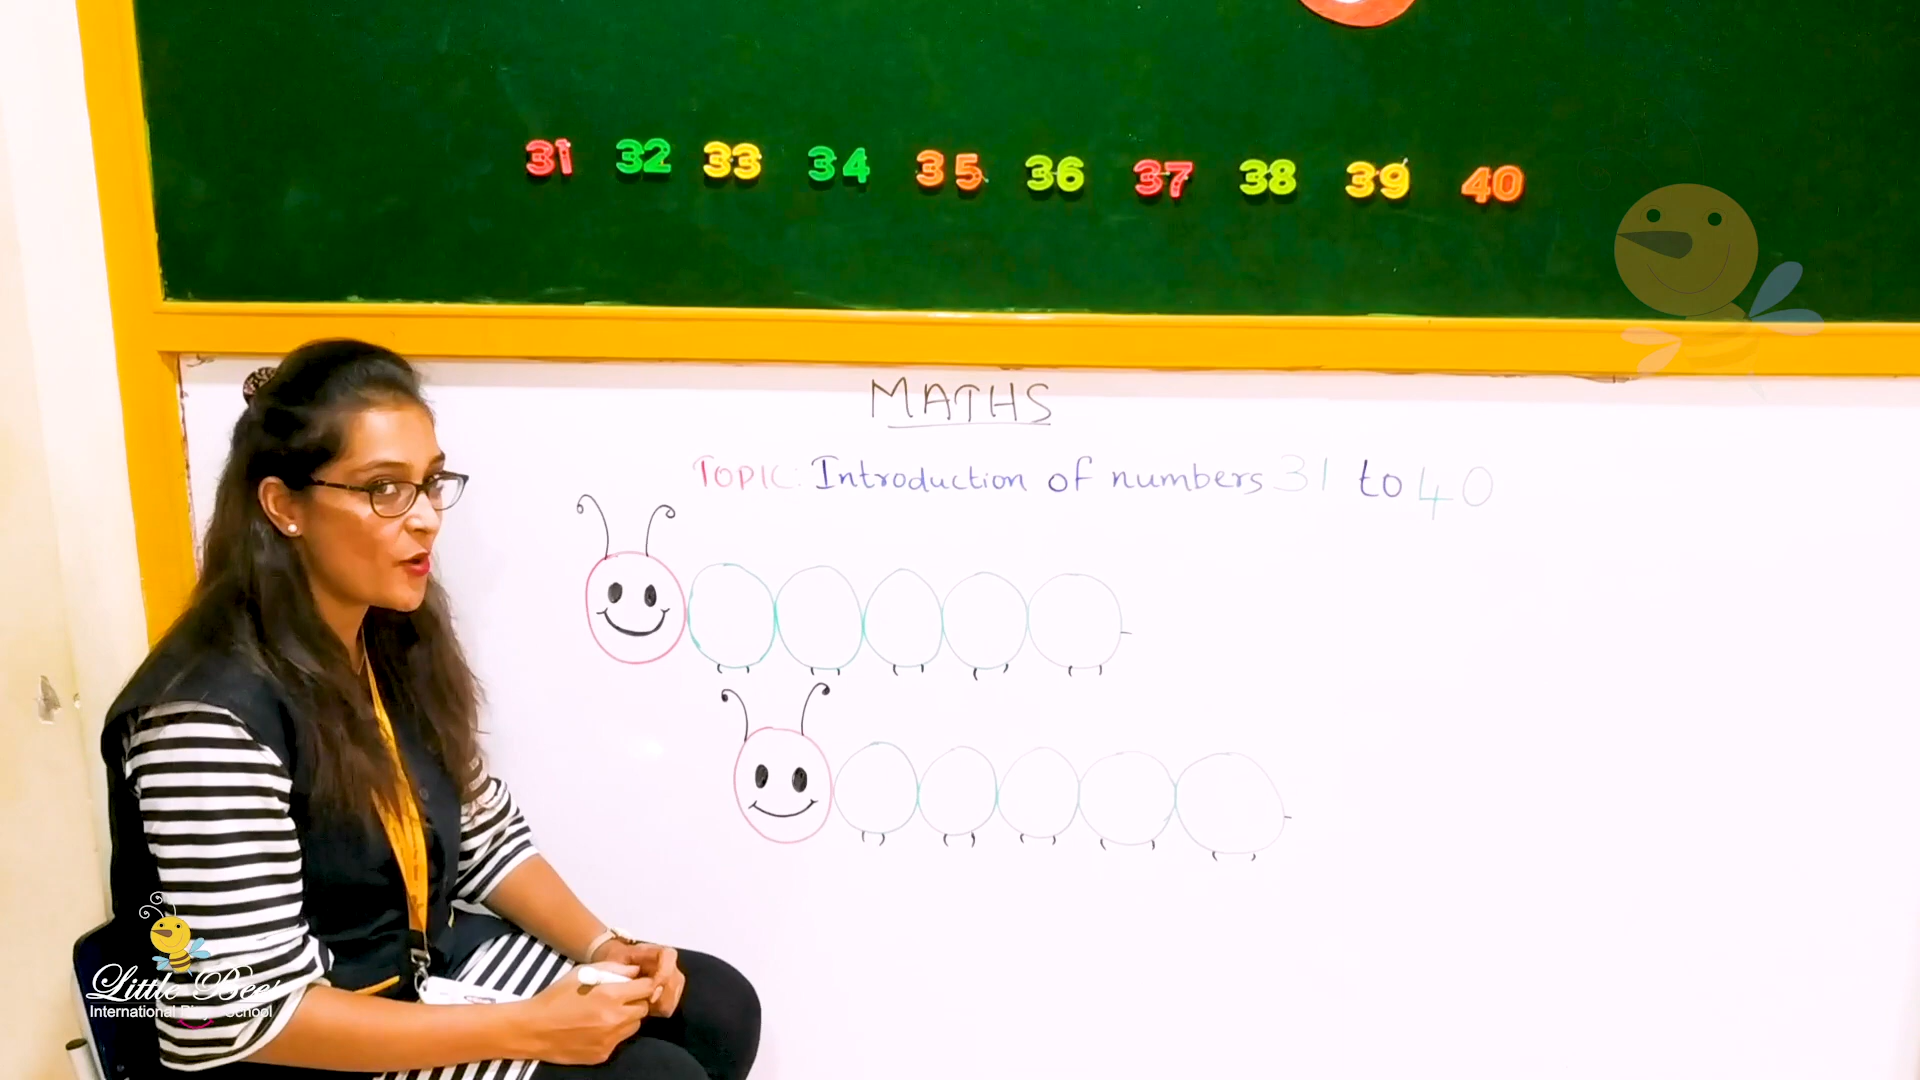 31 32 33 34 35 36 37 38 39 40
MATHS
TOPIC: Introduction of numbers 31 to 40
Little Bee
International Play School